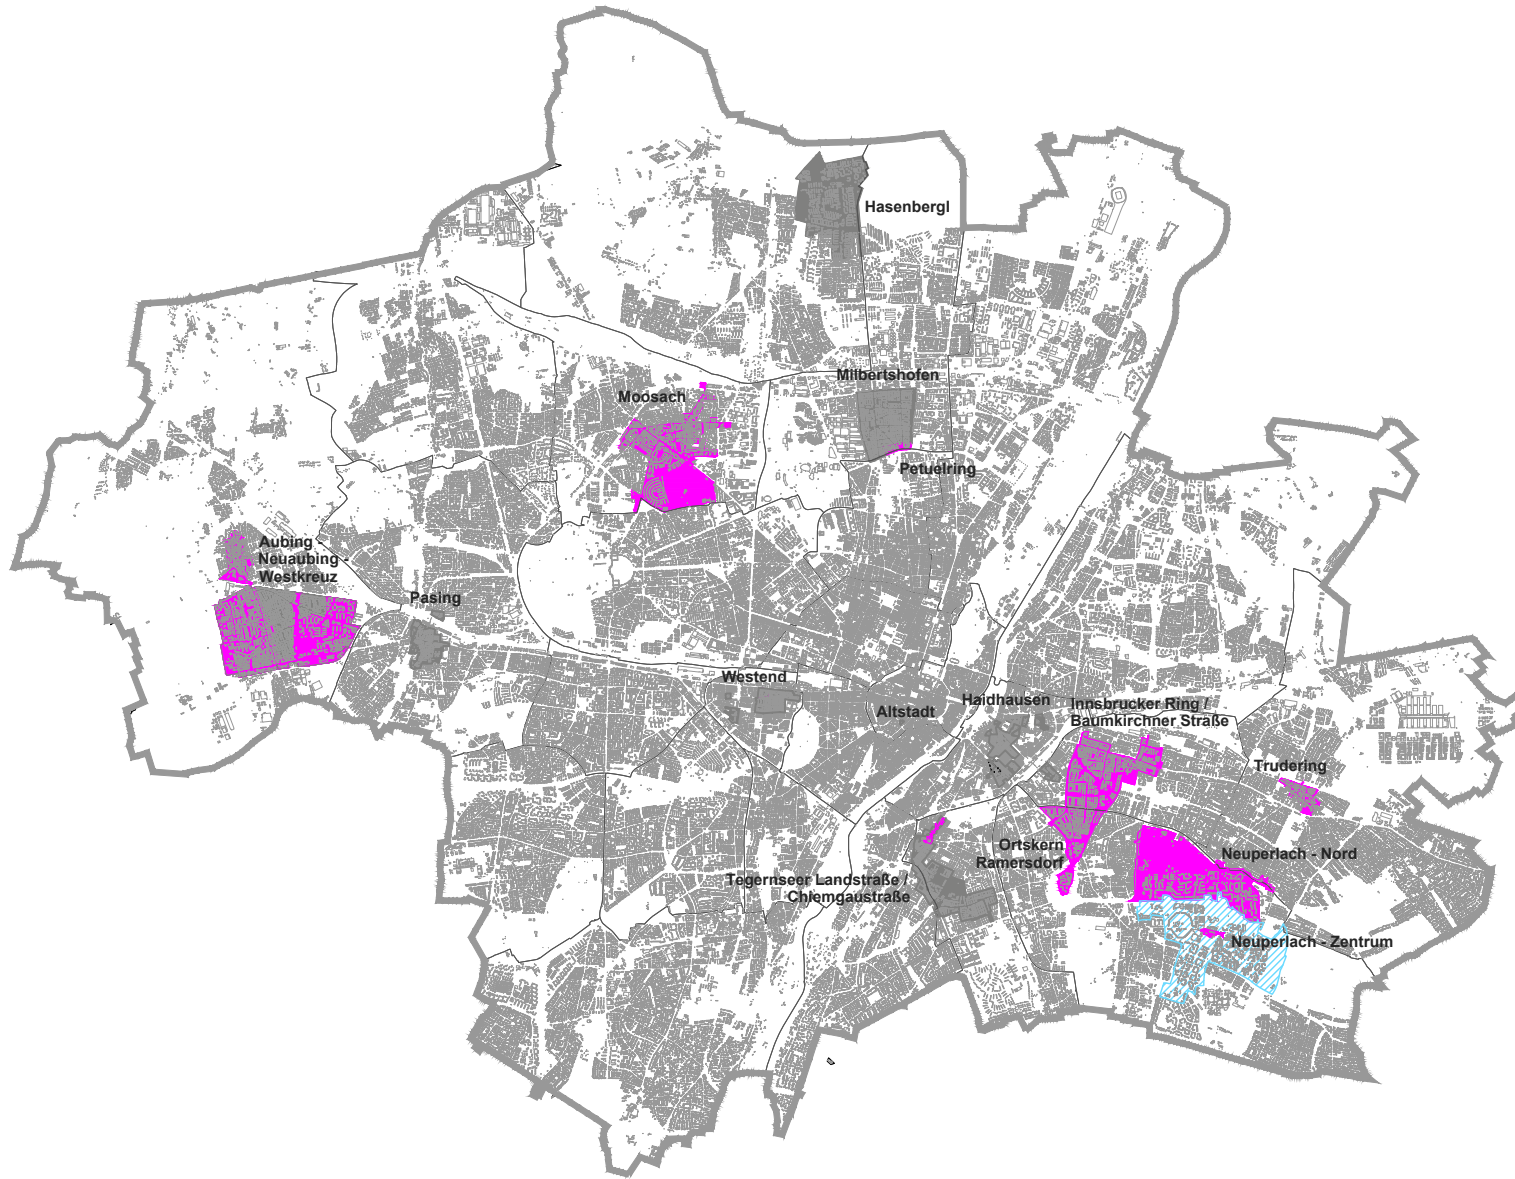 Hasenbergl
Milbertshofen
Moosach
Petuelring
Aubing
Neuaubing -
Westkreuz
Pasing
Westend
Altstadt
Haidhausen
Innsbrucker Ring /
Baumkirchner Straße
Trudering
Ortskern
Ramersdorf
Neuperlach - Nord
Tegernseer Landstraße /
Chiemgaustraße
Neuperlach - Zentrum